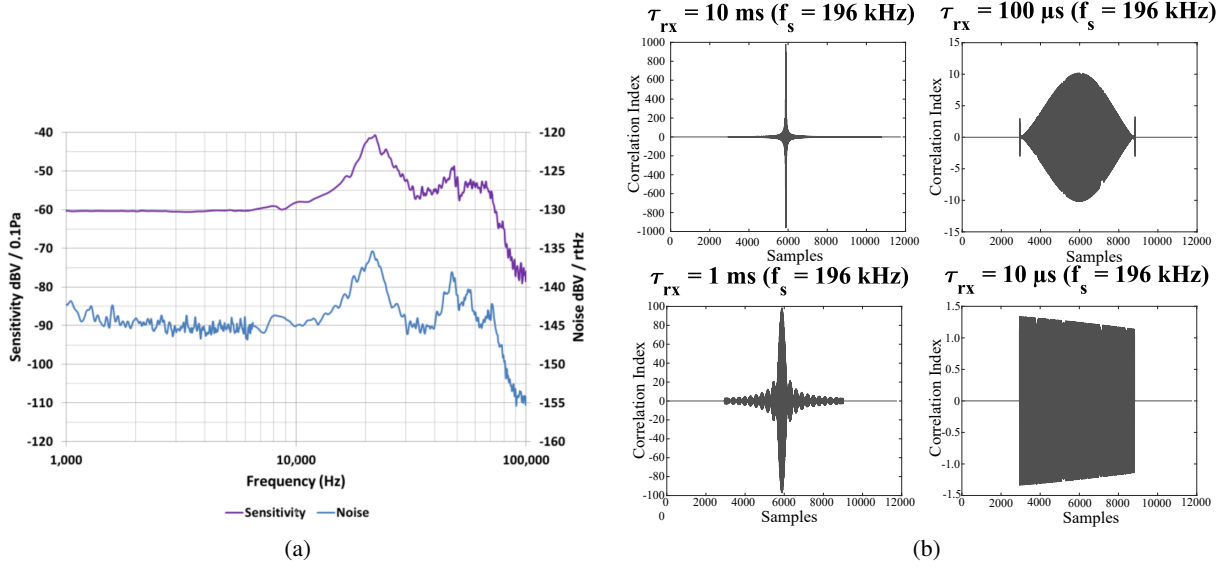 -40
-50
-60
-70
-80
-90
-100
-110
-120
Sensitivity dBV / 0.1Pa
-120
-125
-130
-135
-140
-145
-150
-155
-160
Noise dBV / rtHz
1,000 10,000 100,000
Frequency (Hz)
Sensitivity Noise
(a)
τrx = 10 ms (fs = 196 kHz)
1000
800
600
400
200
0
-200
-400
-600
-800
-1000
Correlation Index
0 2000 4000 6000 8000 10000 12000
Samples
τrx = 100 µs (fs = 196 kHz)
15
10
5
0
-5
-10
-15
Correlation Index
0 2000 4000 6000 8000 10000 12000
Samples
τrx = 1 ms (fs = 196 kHz)
100
80
60
40
20
0
-20
-40
-60
-80
-100
Correlation Index
0 2000 4000 6000 8000 10000 12000
0
Samples
τrx = 10 µs (fs = 196 kHz)
1.5
1.0
0.5
0
-0.5
-1.0
-1.5
Correlation Index
0 2000 4000 6000 8000 10000 12000
Samples
(b)